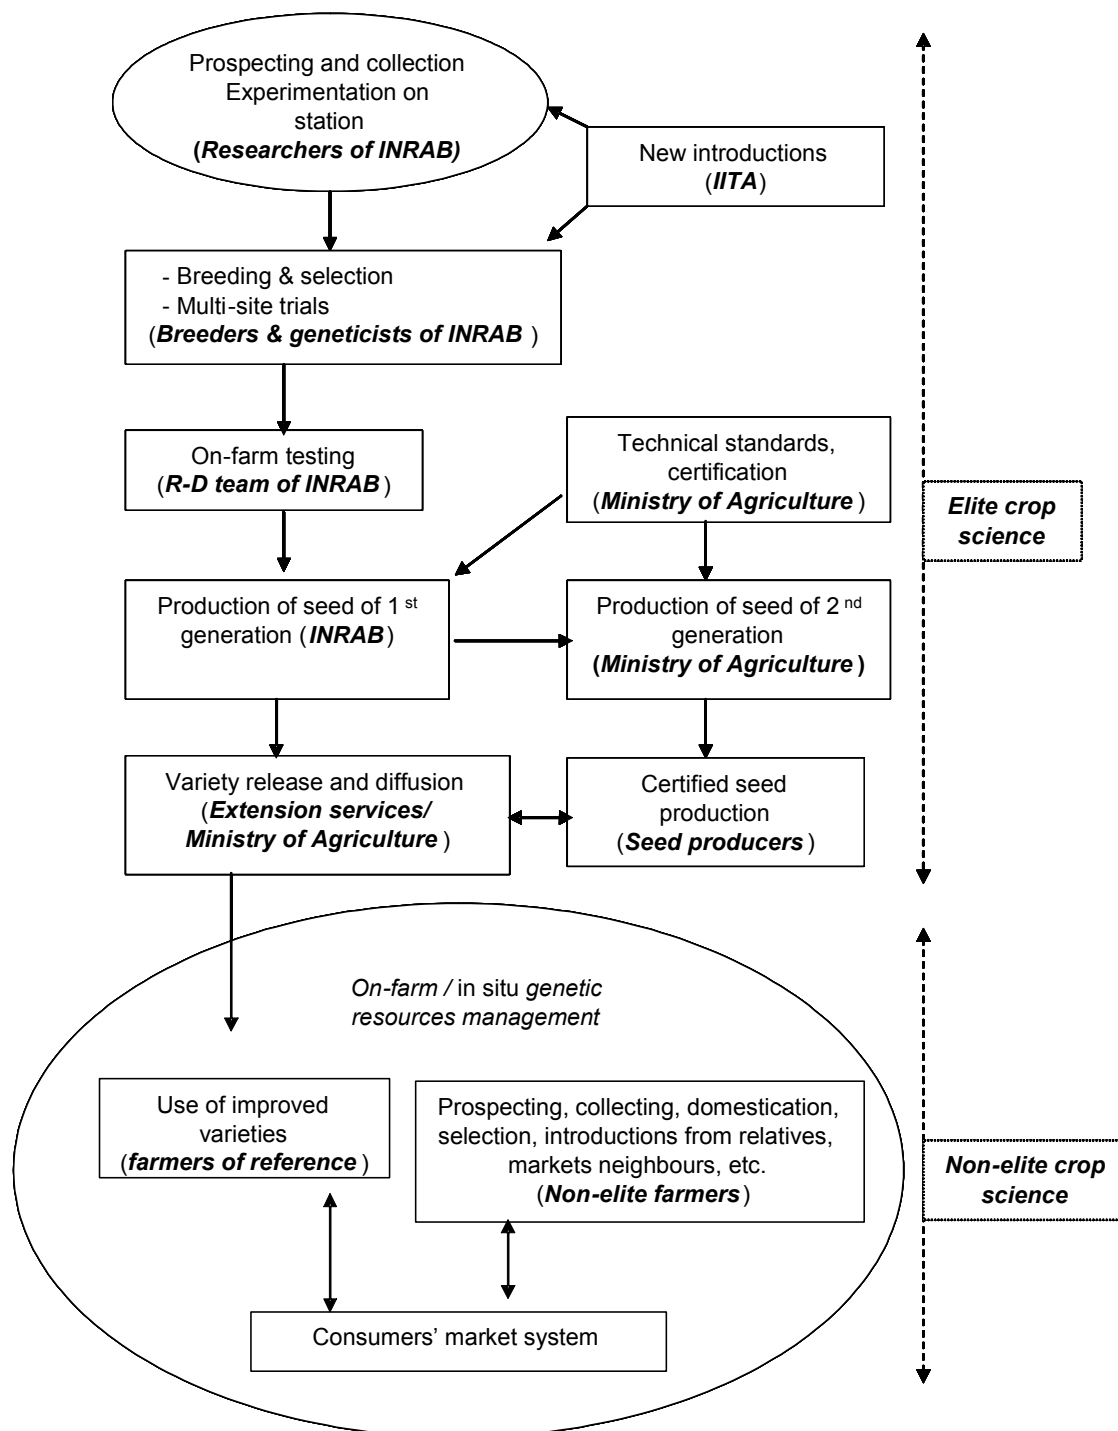 Prospecting and collection
Experimentation on
station
(Researchers of INRAB)
New introductions
(IITA)
- Breeding & selection
- Multi-site trials
(Breeders & geneticists of INRAB )
On-farm testing
(R-D team of INRAB )
Technical standards,
certification
(Ministry of Agriculture )
Elite crop
science
Production of seed of 1 st
generation (INRAB)
Production of seed of 2 nd
generation
(Ministry of Agriculture )
Variety release and diffusion
(Extension services/
Ministry of Agriculture )
Certified seed
production
(Seed producers )
On-farm / in situ genetic
resources management
Use of improved
varieties
(farmers of reference )
Prospecting, collecting, domestication,
selection, introductions from relatives,
markets neighbours, etc.
(Non-elite farmers )
Non-elite crop
science
Consumers’ market system